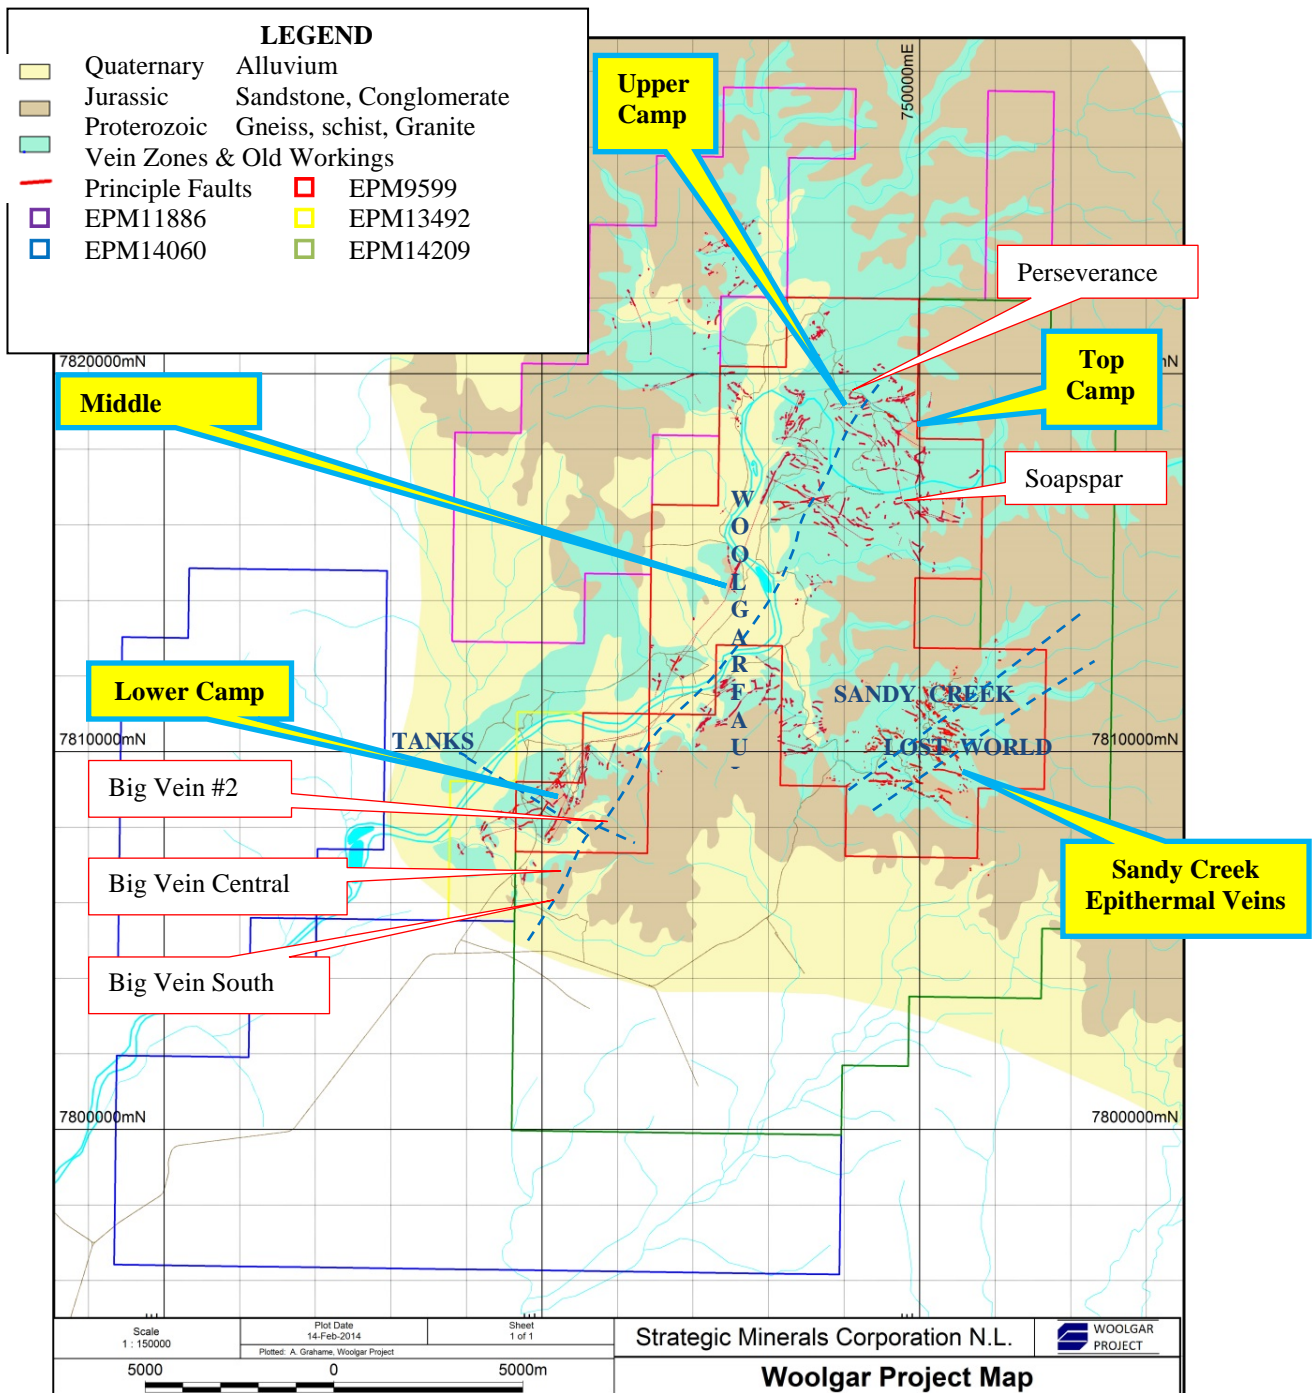 LEGEND
Quaternary Alluvium
Jurassic Sandstone, Conglomerate
Proterozoic Gneiss, schist, Granite
Vein Zones & Old Workings
Principle Faults EPM9599
EPM11886 EPM13492
EPM14060 EPM14209
Upper
Camp
750000mE
Perseverance
7820000mN
mN
Top
Camp
Middle
Soapspar
WOOLGARFAU
Lower Camp
SANDY CREEK
TANKS
LOST WORLD
7810000mN
7810000mN
Big Vein #2
Big Vein Central
Sandy Creek
Epithermal Veins
Big Vein South
7800000mN
7800000mN
Scale
1 : 150000
Plot Date
14-Feb-2014
Sheet
1 of 1
Plotted: A. Grahame, Woolgar Project
Strategic Minerals Corporation N.L.
WOOLGAR
PROJECT
5000 0 5000m
Woolgar Project Map